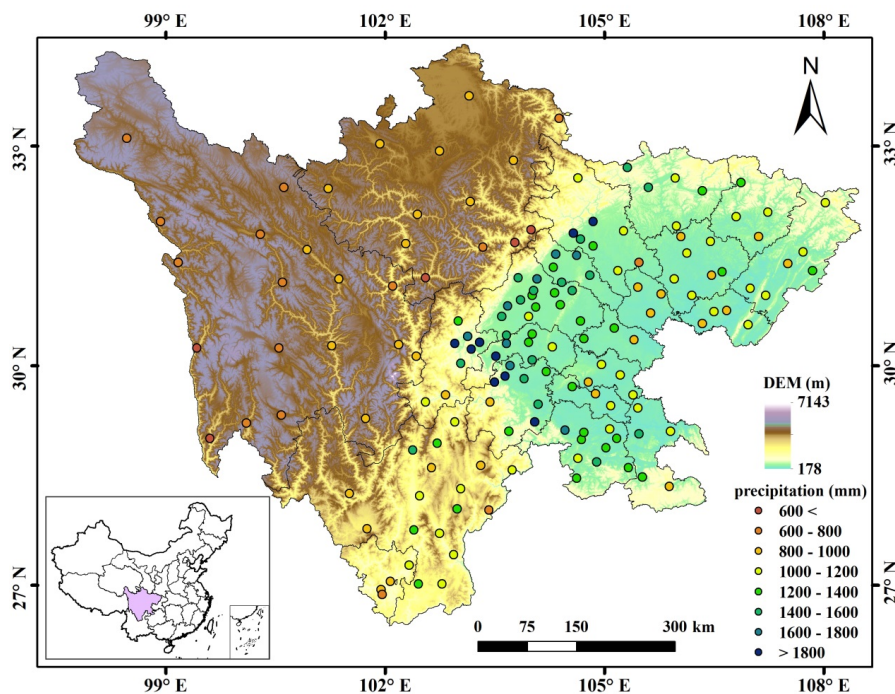 99° E 102° E 105° E 108° E
N
33° N 33° N
30° N 30° N
27° N 27° N
DEM (m)
7143
178
precipitation (mm)
600 <
600 - 800
800 - 1000
1000 - 1200
1200 - 1400
1400 - 1600
1600 - 1800
> 1800
0 75 150 300 km
99° E 102° E 105° E 108° E